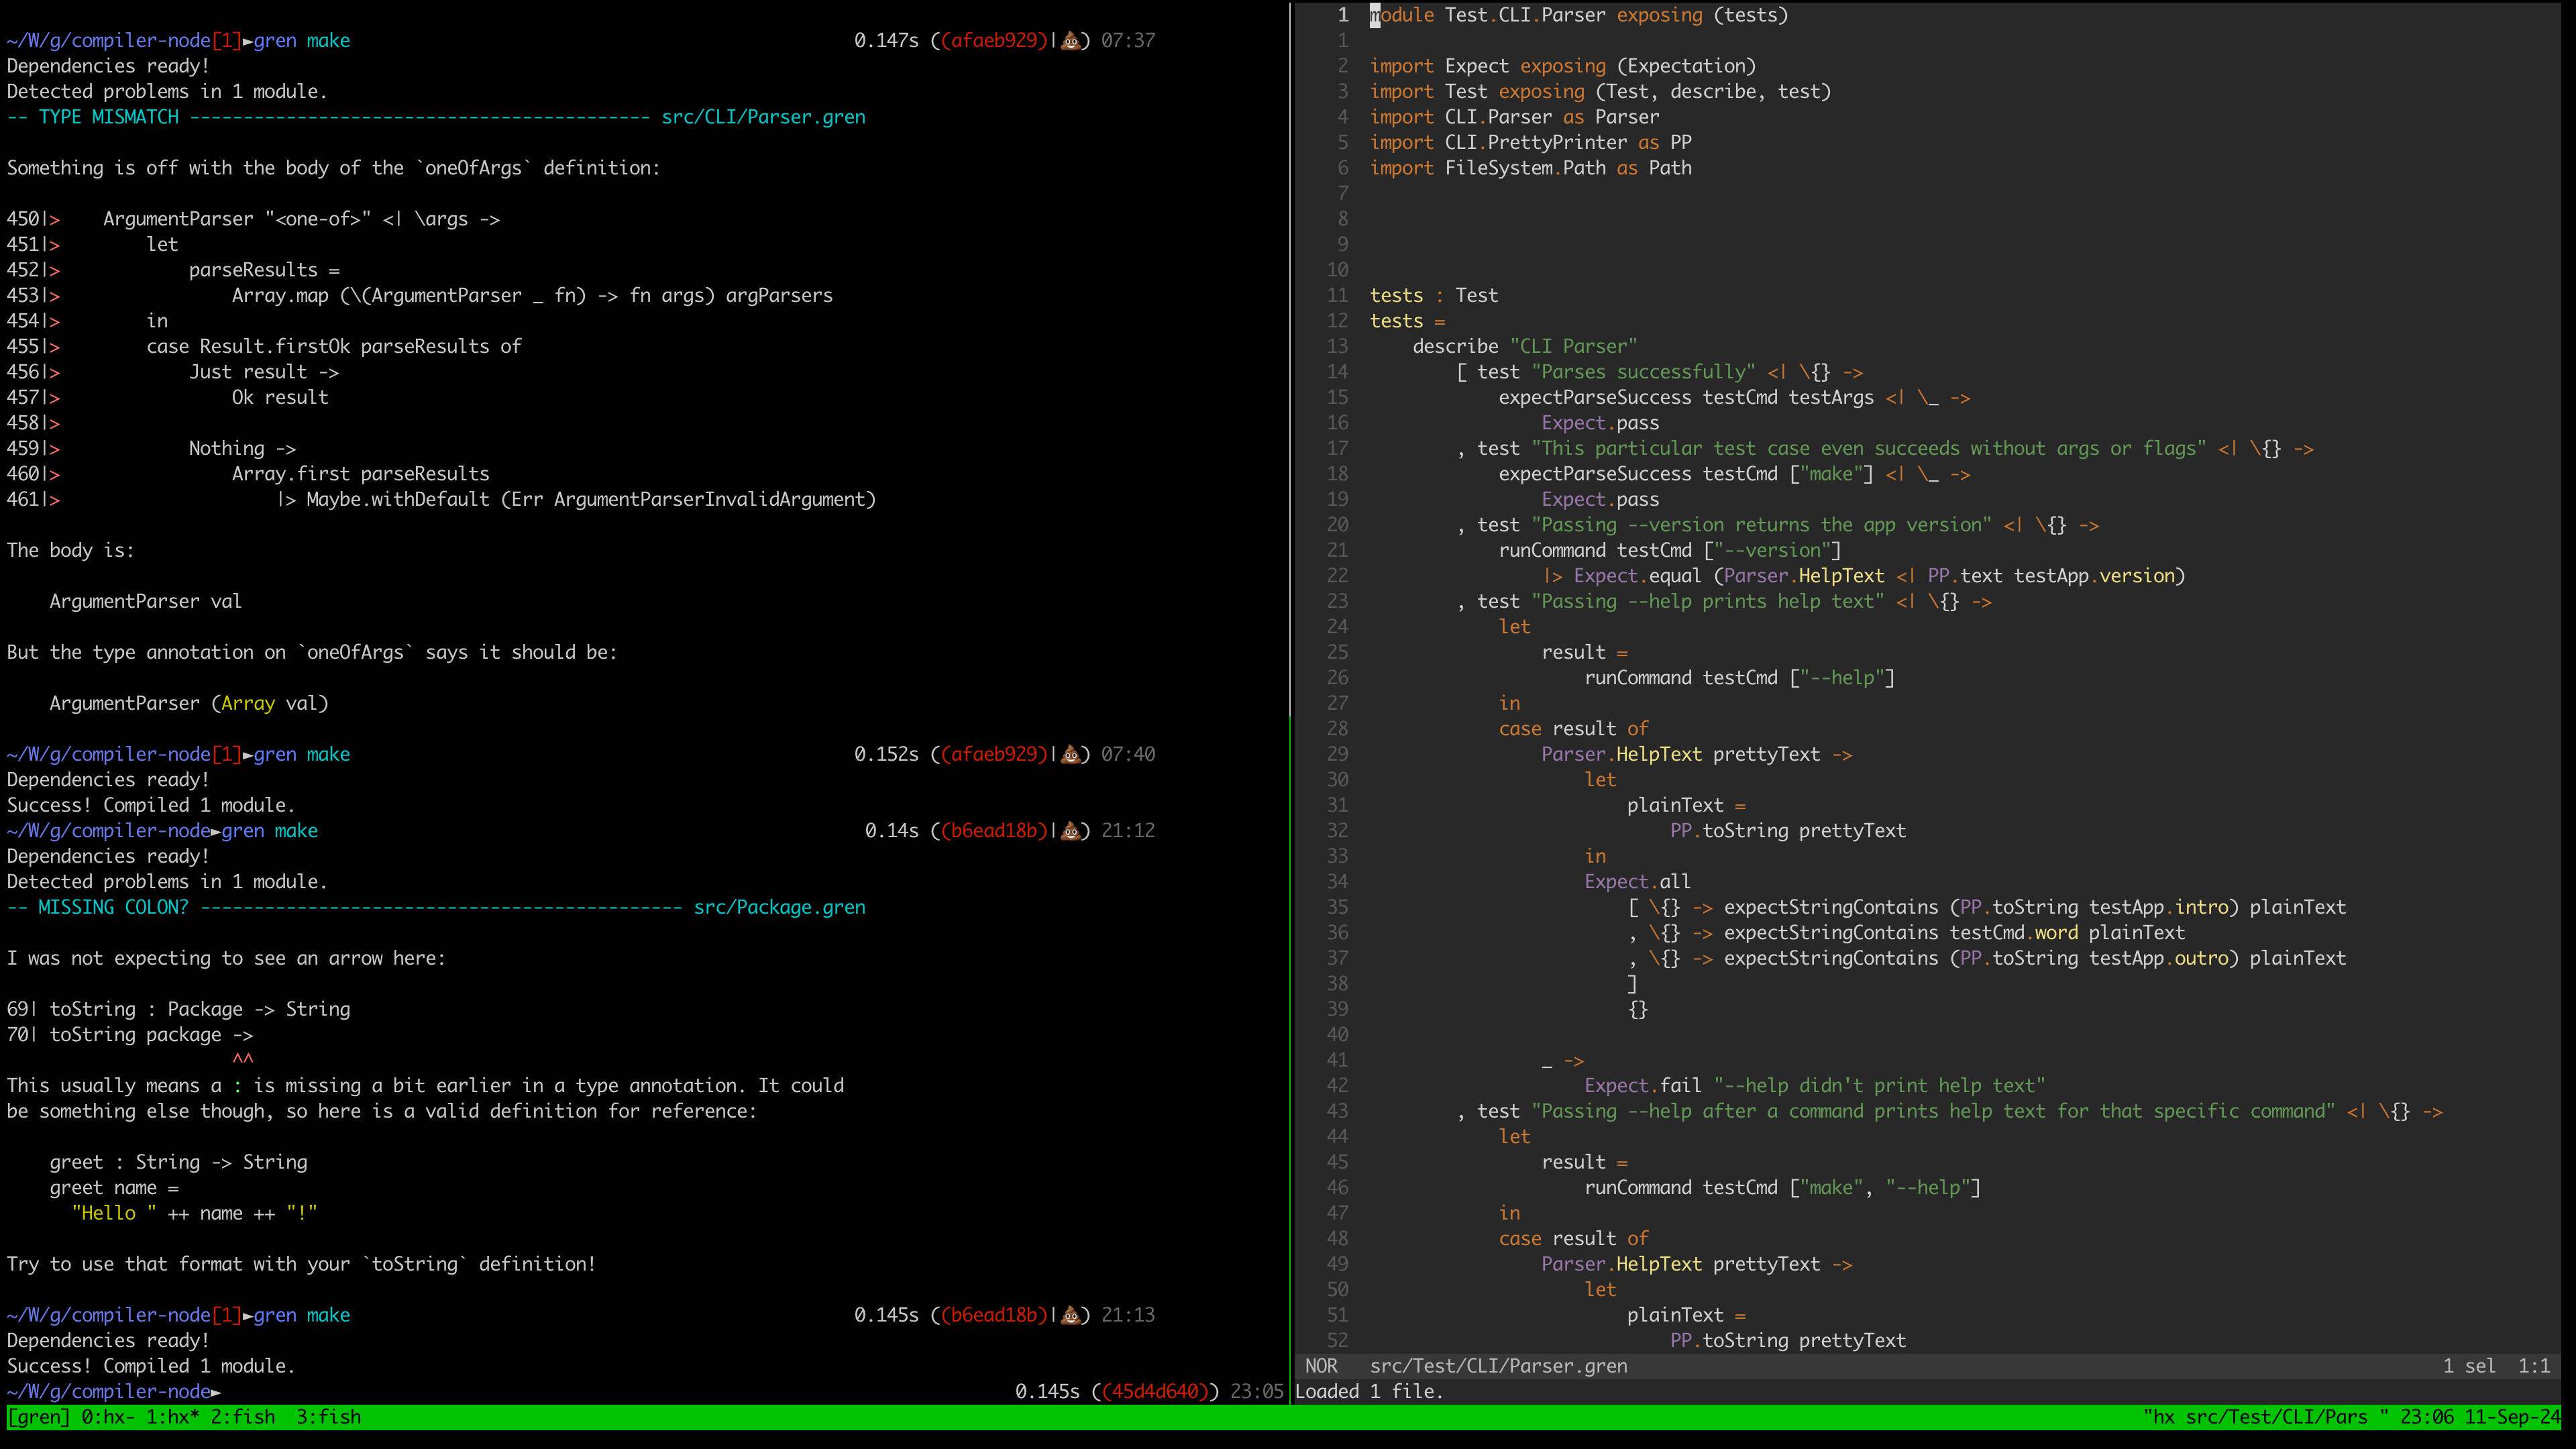 ~/W/g/compiler-node[1]►gren make 0.147s ((afaeb929)|💩) 07:37
Dependencies ready!
Detected problems in 1 module.
-- TYPE MISMATCH ------------------------------------------- src/CLI/Parser.gren
Something is off with the body of the `oneOfArgs` definition:
450|>    ArgumentParser "<one-of>" <| \args ->
451|>        let
452|>            parseResults =
453|>                Array.map (\(ArgumentParser _ fn) -> fn args) argParsers
454|>        in
455|>        case Result.firstOk parseResults of
456|>            Just result ->
457|>                Ok result
458|>
459|>            Nothing ->
460|>                Array.first parseResults
461|>                    |> Maybe.withDefault (Err ArgumentParserInvalidArgument)
The body is:
    ArgumentParser val
But the type annotation on `oneOfArgs` says it should be:
    ArgumentParser (Array val)
~/W/g/compiler-node[1]►gren make 0.152s ((afaeb929)|💩) 07:40
Dependencies ready!
Success! Compiled 1 module.
~/W/g/compiler-node►gren make 0.14s ((b6ead18b)|💩) 21:12
Dependencies ready!
Detected problems in 1 module.
-- MISSING COLON? --------------------------------------------- src/Package.gren
I was not expecting to see an arrow here:
69| toString : Package -> String
70| toString package ->
                     ^^
This usually means a : is missing a bit earlier in a type annotation. It could
be something else though, so here is a valid definition for reference:
    greet : String -> String
    greet name =
      "Hello " ++ name ++ "!"
Try to use that format with your `toString` definition!
~/W/g/compiler-node[1]►gren make 0.145s ((b6ead18b)|💩) 21:13
Dependencies ready!
Success! Compiled 1 module.
~/W/g/compiler-node► 0.145s ((45d4d640)) 23:05
1 module Test.CLI.Parser exposing (tests)
1
2 import Expect exposing (Expectation)
3 import Test exposing (Test, describe, test)
4 import CLI.Parser as Parser
5 import CLI.PrettyPrinter as PP
6 import FileSystem.Path as Path
7
8
9
10
11 tests : Test
12 tests =
13     describe "CLI Parser"
14         [ test "Parses successfully" <| \{} ->
15             expectParseSuccess testCmd testArgs <| \_ ->
16                 Expect.pass
17         , test "This particular test case even succeeds without args or flags" <| \{} ->
18             expectParseSuccess testCmd ["make"] <| \_ ->
19                 Expect.pass
20         , test "Passing --version returns the app version" <| \{} ->
21             runCommand testCmd ["--version"]
22                 |> Expect.equal (Parser.HelpText <| PP.text testApp.version)
23         , test "Passing --help prints help text" <| \{} ->
24             let
25                 result =
26                     runCommand testCmd ["--help"]
27             in
28             case result of
29                 Parser.HelpText prettyText ->
30                     let
31                         plainText =
32                             PP.toString prettyText
33                     in
34                     Expect.all
35                         [ \{} -> expectStringContains (PP.toString testApp.intro) plainText
36                         , \{} -> expectStringContains testCmd.word plainText
37                         , \{} -> expectStringContains (PP.toString testApp.outro) plainText
38                         ]
39                         {}
40
41                 _ ->
42                     Expect.fail "--help didn't print help text"
43         , test "Passing --help after a command prints help text for that specific command" <| \{} ->
44             let
45                 result =
46                     runCommand testCmd ["make", "--help"]
47             in
48             case result of
49                 Parser.HelpText prettyText ->
50                     let
51                         plainText =
52                             PP.toString prettyText
NOR src/Test/CLI/Parser.gren 1 sel 1:1
Loaded 1 file.
[gren] 0:hx- 1:hx* 2:fish  3:fish "hx src/Test/CLI/Pars " 23:06 11-Sep-24